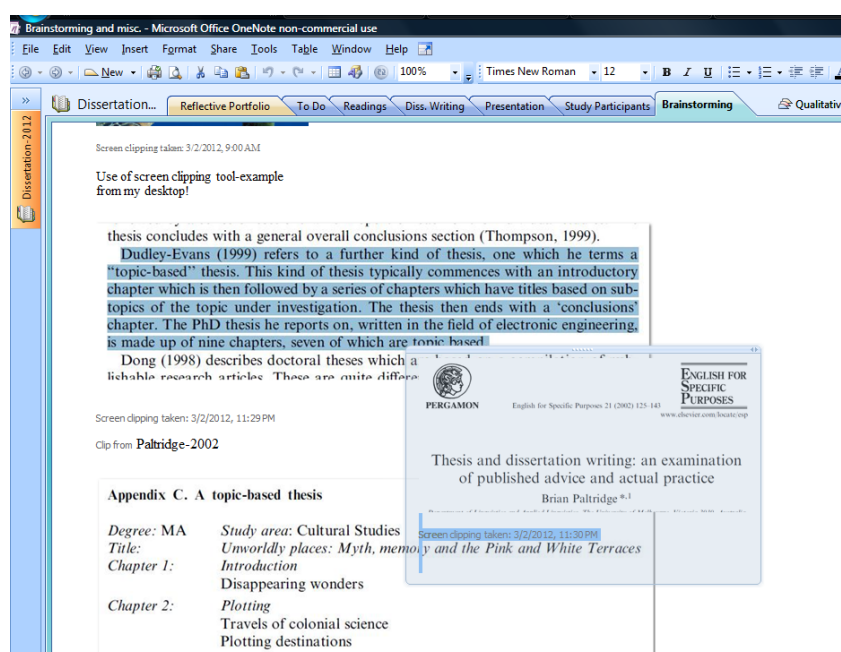 Brainstorming and misc. - Microsoft Office OneNote non-commercial use
File Edit View Insert Format Share Tools Table Window Help
New 100% Times New Roman 12 B I U A
Dissertation... Reflective Portfolio To Do Readings Diss. Writing Presentation Study Participants Brainstorming Qualitativ
Dissertation-2012
Screen clipping taken: 3/2/2012, 9:00 AM
Use of screen clipping tool-example
from my desktop!
thesis concludes with a general overall conclusions section (Thompson, 1999).
Dudley-Evans (1999) refers to a further kind of thesis, one which he terms a
“topic-based” thesis. This kind of thesis typically commences with an introductory
chapter which is then followed by a series of chapters which have titles based on sub-
topics of the topic under investigation. The thesis then ends with a ‘conclusions’
chapter. The PhD thesis he reports on, written in the field of electronic engineering,
is made up of nine chapters, seven of which are topic based.
Dong (1998) describes doctoral theses which a
lishable research articles. These are quite differe
PERGAMON
English for Specific Purposes 21 (2002) 125-143
ENGLISH FOR
SPECIFIC
PURPOSES
www.elsevier.com/locate/esp
Thesis and dissertation writing: an examination
of published advice and actual practice
Brian Paltridge *,1
Screen clipping taken: 3/2/2012, 11:30 PM
Screen clipping taken: 3/2/2012, 11:29 PM
Clip from Paltridge-2002
Appendix C. A topic-based thesis
Degree: MA Study area: Cultural Studies
Title: Unworldly places: Myth, memory and the Pink and White Terraces
Chapter 1: Introduction
Disappearing wonders
Chapter 2: Plotting
Travels of colonial science
Plotting destinations